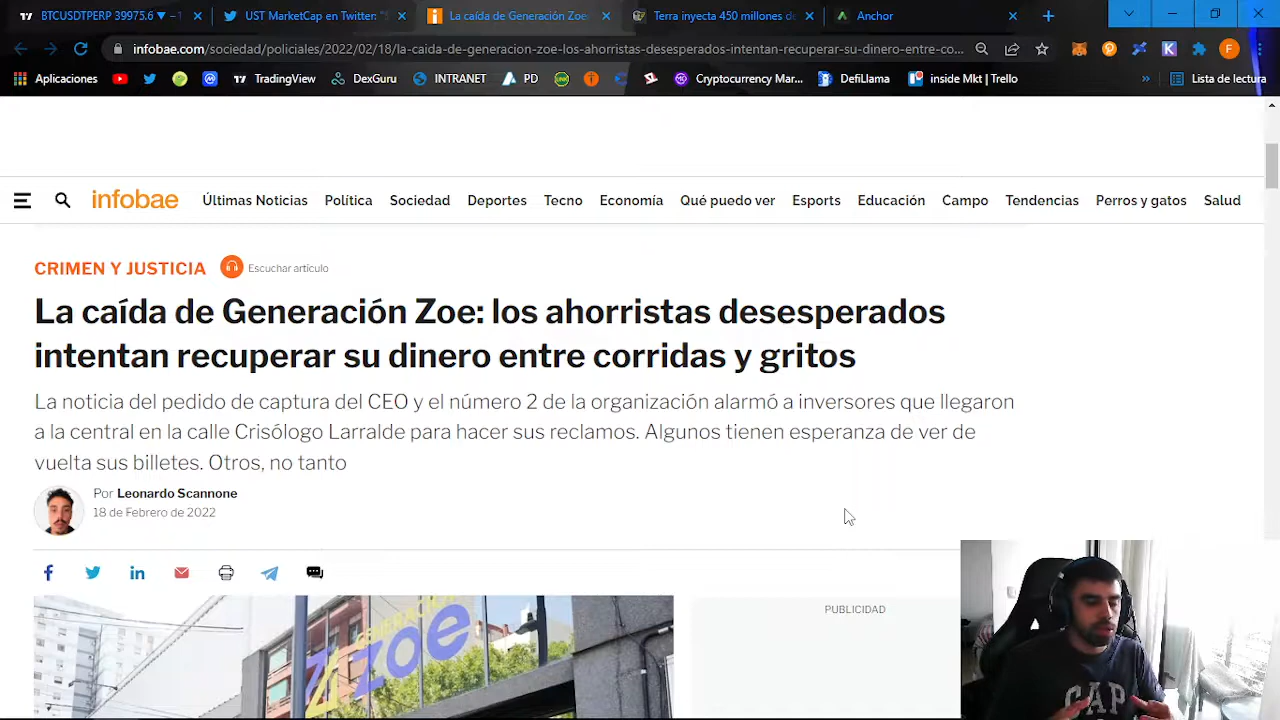 BTCUSDTPERP 39975.6 ▼ −
UST MarketCap en Twitter: "S
La caída de Generación Zoe:
Terra inyecta 450 millones de
Anchor
infobae.com/sociedad/policiales/2022/02/18/la-caida-de-generacion-zoe-los-ahorristas-desesperados-intentan-recuperar-su-dinero-entre-co...
F
Aplicaciones
TradingView
DexGuru
INTRANET
PD
Cryptocurrency Mar...
DefiLlama
inside Mkt | Trello
»
Lista de lectura
infobae
Últimas Noticias
Política
Sociedad
Deportes
Tecno
Economía
Qué puedo ver
Esports
Educación
Campo
Tendencias
Perros y gatos
Salud
CRIMEN Y JUSTICIA
Escuchar artículo
La caída de Generación Zoe: los ahorristas desesperados
intentan recuperar su dinero entre corridas y gritos
La noticia del pedido de captura del CEO y el número 2 de la organización alarmó a inversores que llegaron
a la central en la calle Crisólogo Larralde para hacer sus reclamos. Algunos tienen esperanza de ver de
vuelta sus billetes. Otros, no tanto
Por Leonardo Scannone
18 de Febrero de 2022
PUBLICIDAD
zoe
GAP